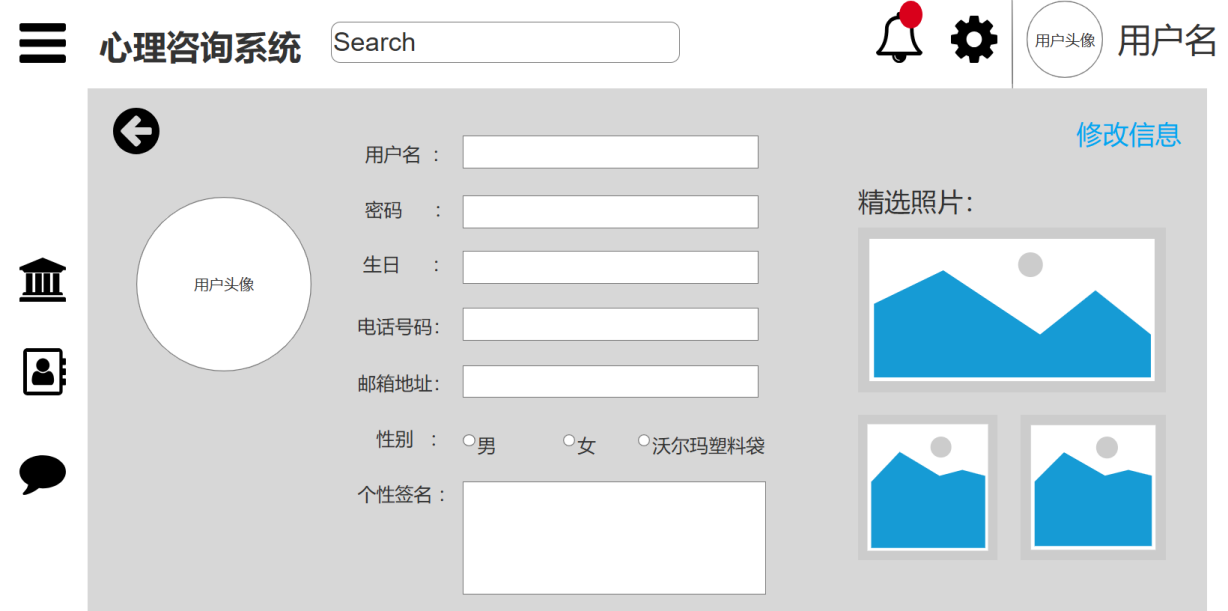 心理咨询系统
Search
用户头像
用户名
修改信息
用户头像
用户名 :
密码 :
生日 :
电话号码:
邮箱地址:
性别 :
男
女
沃尔玛塑料袋
个性签名 :
精选照片: